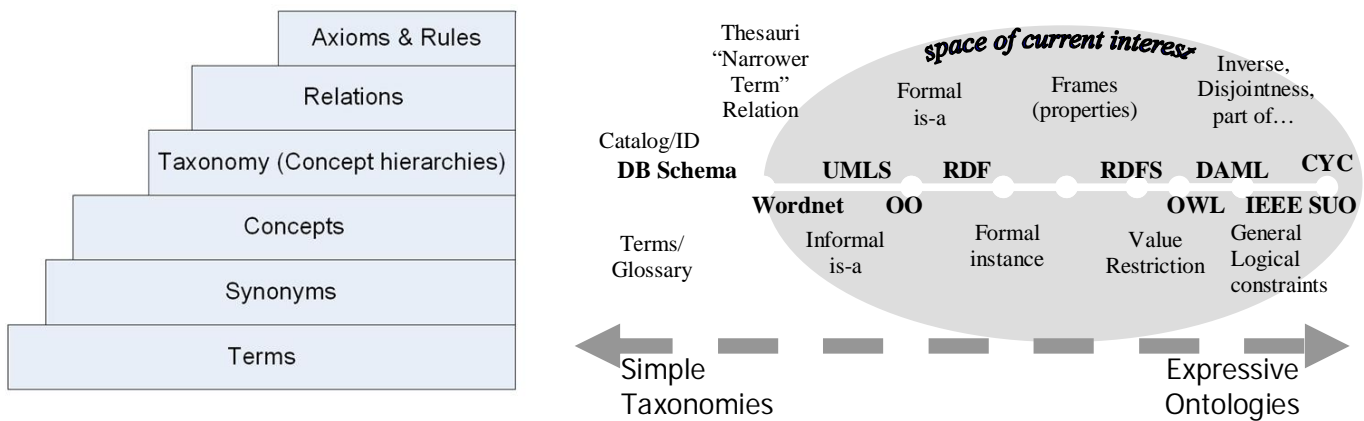 Axioms & Rules
Relations
Taxonomy (Concept hierarchies)
Concepts
Synonyms
Terms
space of current interest
Thesauri
“Narrower
Term”
Relation
Formal
is-a
Frames
(properties)
Inverse,
Disjointness,
part of…
Catalog/ID
DB Schema
UMLS
RDF
RDFS
DAML
CYC
Wordnet
OO
OWL
IEEE SUO
Terms/
Glossary
Informal
is-a
Formal
instance
Value
Restriction
General
Logical
constraints
Simple
Taxonomies
Expressive
Ontologies